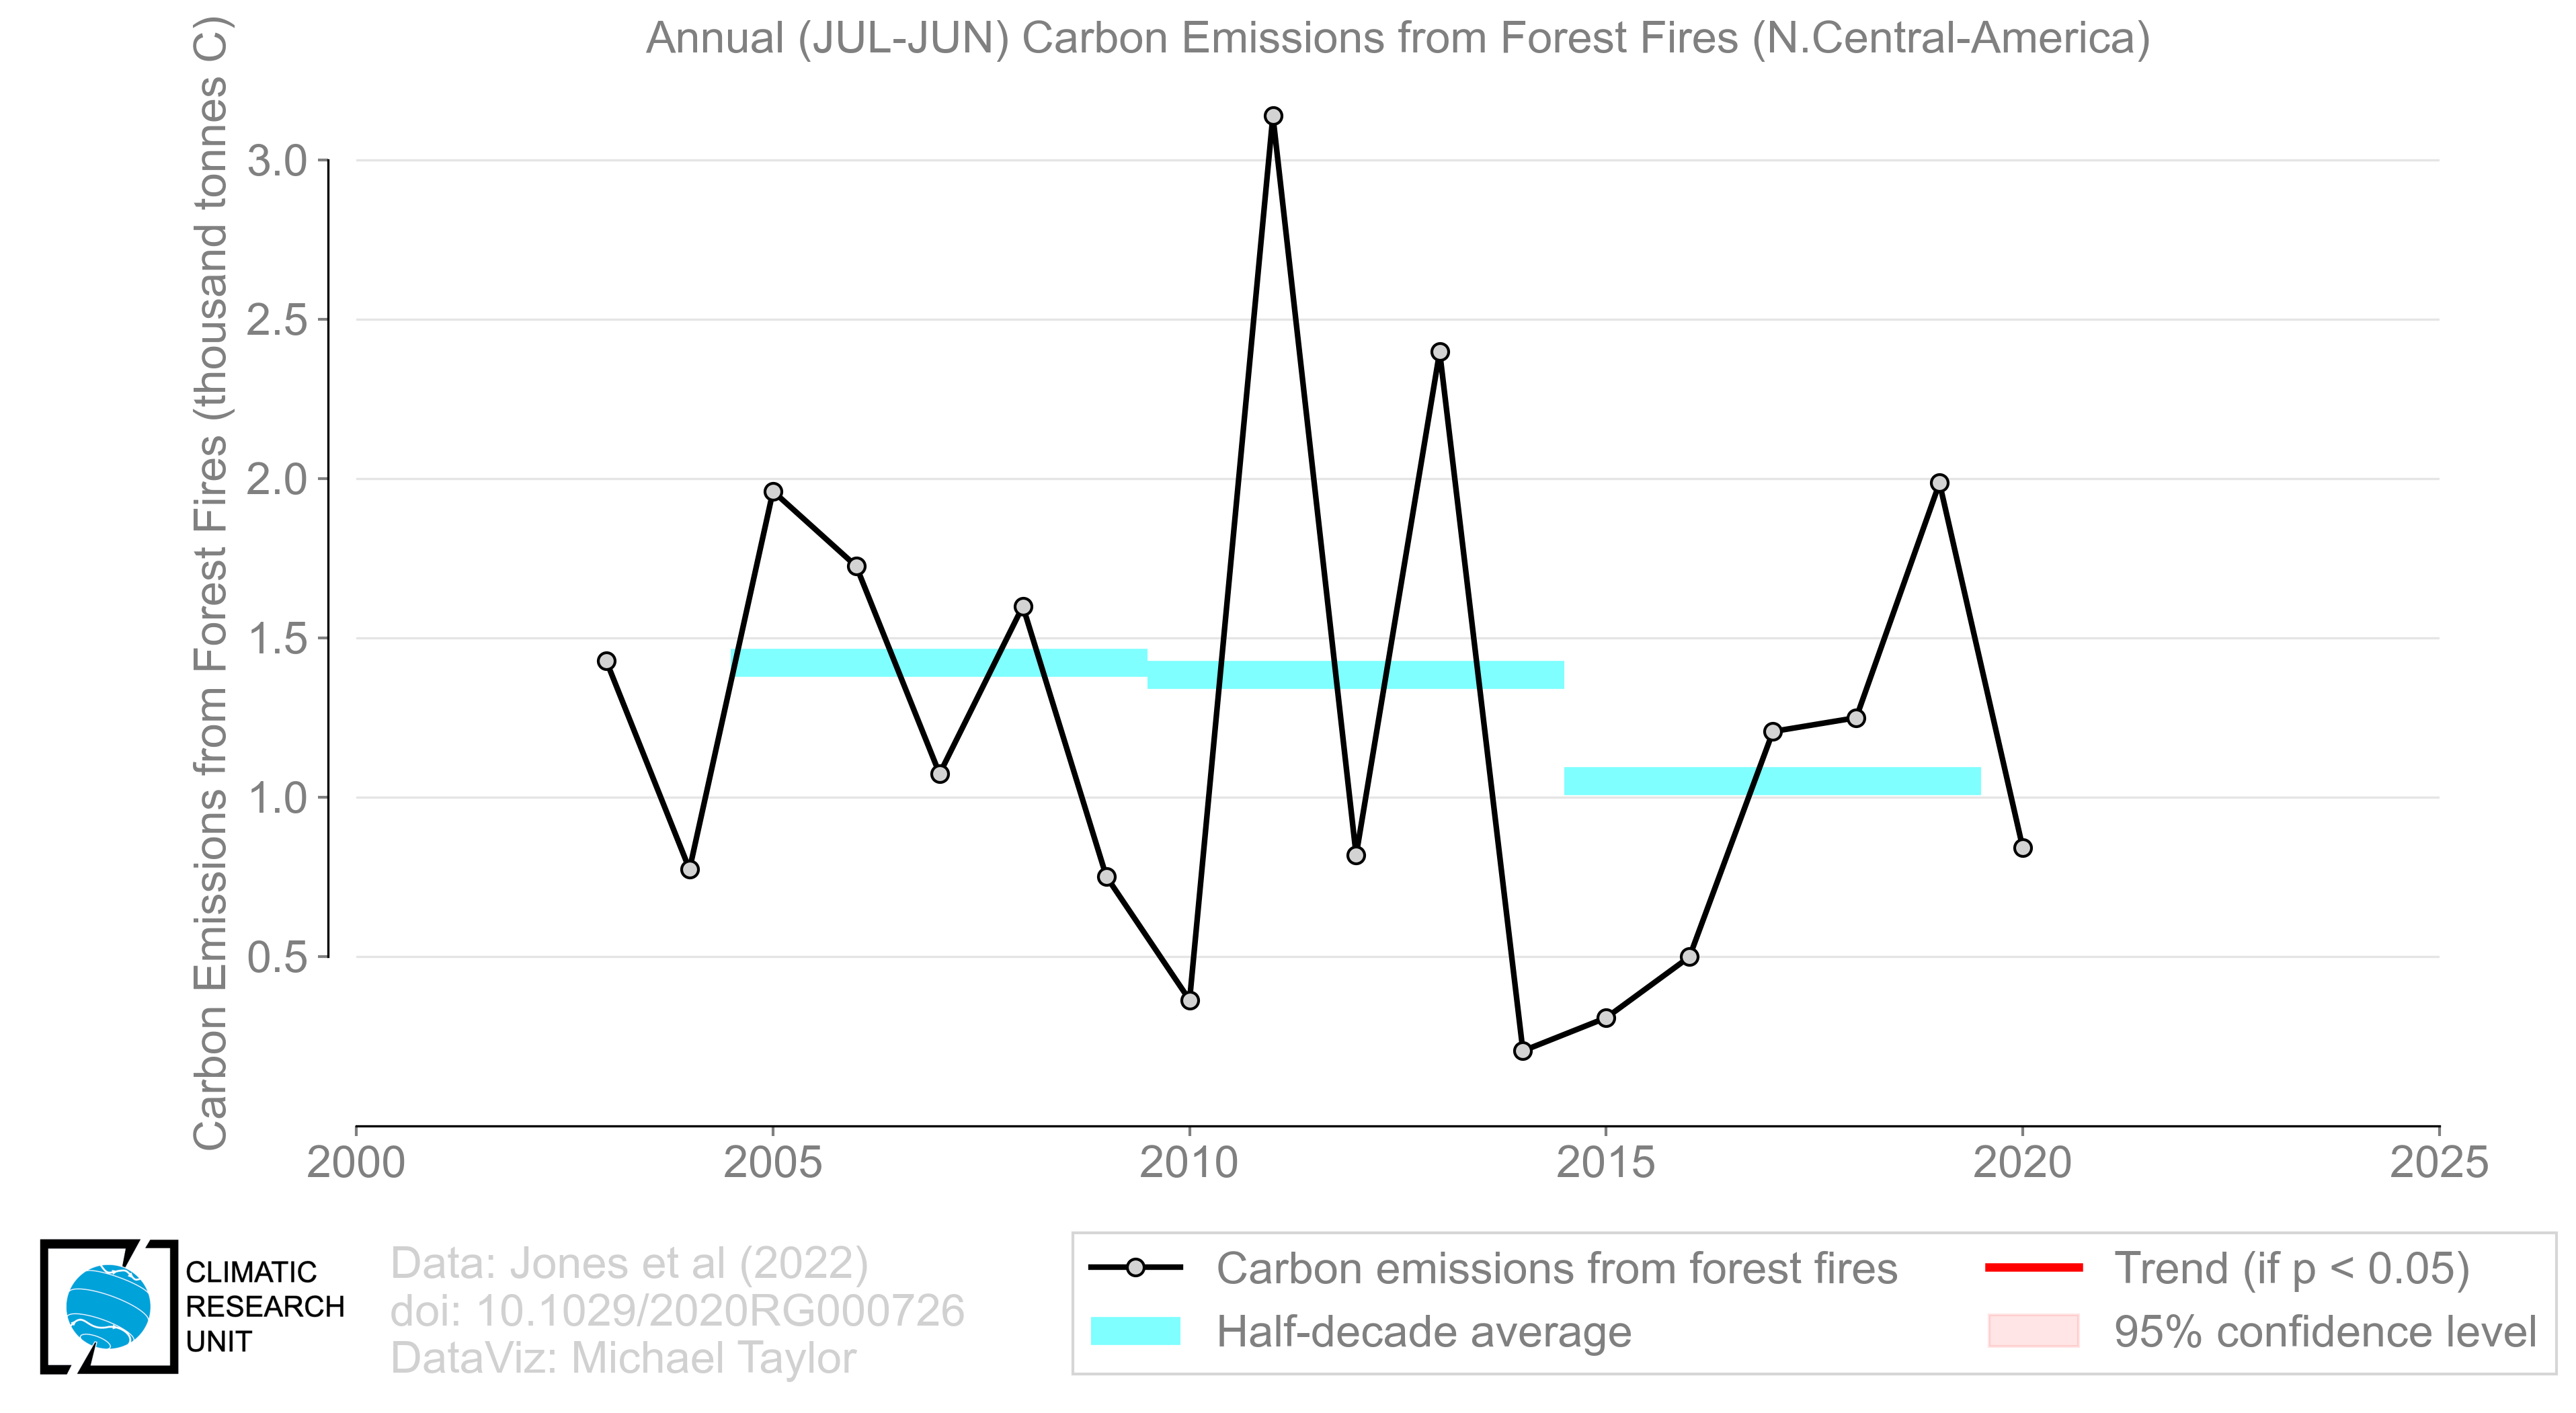 Annual (JUL-JUN) Carbon Emissions from Forest Fires (N.Central-America)
Carbon Emissions from Forest Fires (thousand tonnes C)
3.0
2.5
2.0
1.5
1.0
0.5
2000 2005 2010 2015 2020 2025
CLIMATIC
RESEARCH
UNIT
Data: Jones et al (2022)
doi: 10.1029/2020RG000726
DataViz: Michael Taylor
Carbon emissions from forest fires
Half-decade average
Trend (if p < 0.05)
95% confidence level